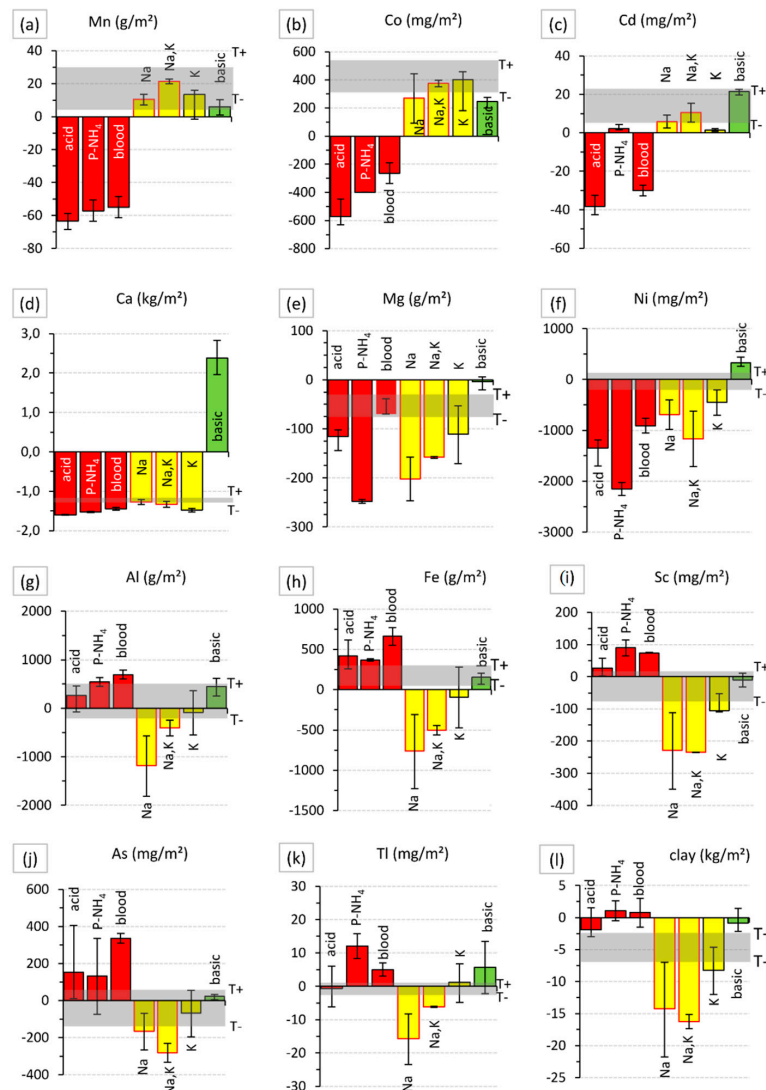 (a) Mn (g/m²)
40
20
0
-20
-40
-60
-80
acid
P-NH₄
blood
Na
Na,K
K
basic
T+
T-
(b) Co (mg/m²)
600
400
200
0
-200
-400
-600
-800
acid
P-NH₄
blood
Na
Na,K
K
basic
T+
T-
(c) Cd (mg/m²)
40
20
0
-20
-40
-60
acid
P-NH₄
blood
Na
Na,K
K
basic
T+
T-
(d) Ca (kg/m²)
3,0
2,0
1,0
0,0
-1,0
-2,0
acid
P-NH₄
blood
Na
Na,K
K
basic
T+
T-
(e) Mg (g/m²)
100
0
-100
-200
-300
acid
P-NH₄
blood
Na
Na,K
K
basic
T+
T-
(f) Ni (mg/m²)
1000
0
-1000
-2000
-3000
acid
P-NH₄
blood
Na
Na,K
K
basic
T+
T-
(g) Al (g/m²)
2000
1000
0
-1000
-2000
acid
P-NH₄
blood
Na
Na,K
K
basic
T+
T-
(h) Fe (g/m²)
1000
500
0
-500
-1000
-1500
acid
P-NH₄
blood
Na
Na,K
K
basic
T+
T-
(i) Sc (mg/m²)
200
100
0
-100
-200
-300
-400
acid
P-NH₄
blood
Na
Na,K
K
basic
T+
T-
(j) As (mg/m²)
600
400
200
0
-200
-400
acid
P-NH₄
blood
Na
Na,K
K
basic
T+
T-
(k) Tl (mg/m²)
30
20
10
0
-10
-20
-30
acid
P-NH₄
blood
Na
Na,K
K
basic
T+
T-
(l) clay (kg/m²)
5
0
-5
-10
-15
-20
-25
acid
P-NH₄
blood
Na
Na,K
K
basic
T+
T-